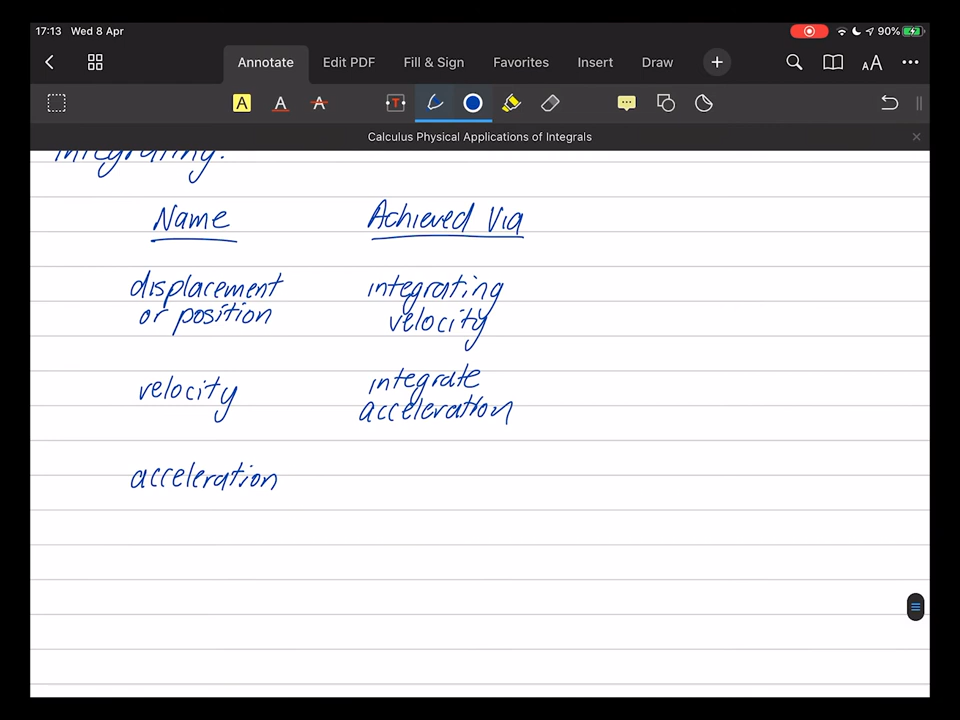 17:13 Wed 8 Apr 90%
Annotate Edit PDF Fill & Sign Favorites Insert Draw
Calculus Physical Applications of Integrals
integrating.
Name Achieved Via
displacement integrating
or position velocity
velocity integrate
acceleration
acceleration